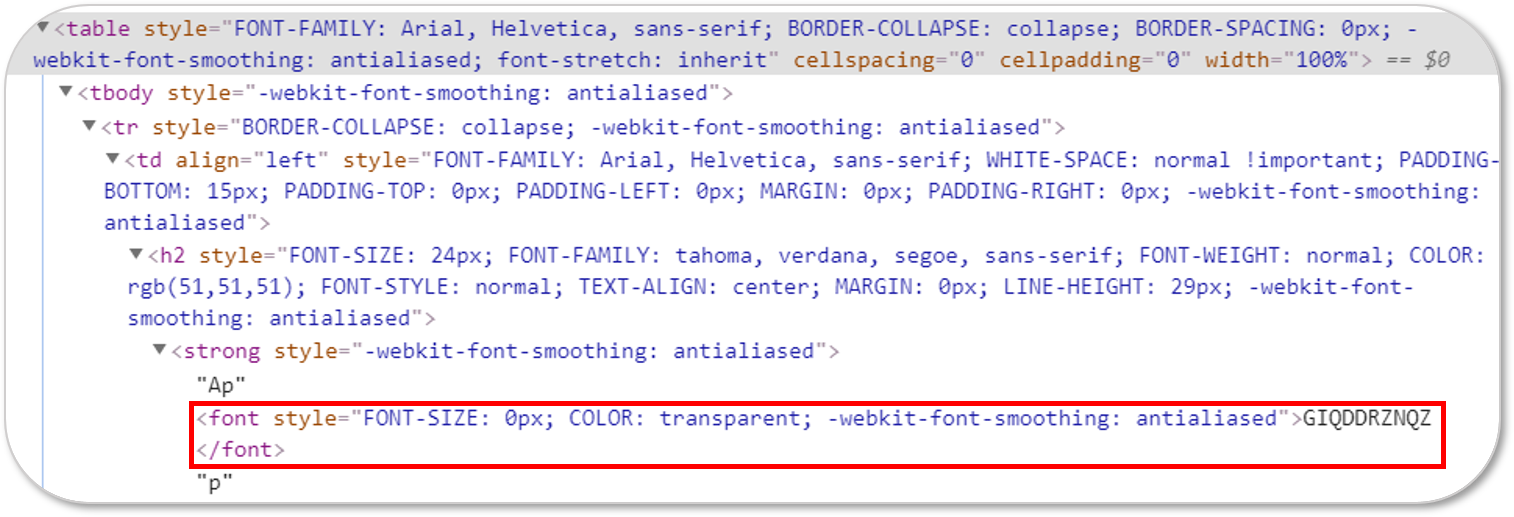 ▼<table style="FONT-FAMILY: Arial, Helvetica, sans-serif; BORDER-COLLAPSE: collapse; BORDER-SPACING: 0px; -
webkit-font-smoothing: antialiased; font-stretch: inherit" cellspacing="0" cellpadding="0" width="100%"> == $0
▼<tbody style="-webkit-font-smoothing: antialiased">
▼<tr style="BORDER-COLLAPSE: collapse; -webkit-font-smoothing: antialiased">
▼<td align="left" style="FONT-FAMILY: Arial, Helvetica, sans-serif; WHITE-SPACE: normal !important; PADDING-
BOTTOM: 15px; PADDING-TOP: 0px; PADDING-LEFT: 0px; MARGIN: 0px; PADDING-RIGHT: 0px; -webkit-font-smoothing:
antialiased">
▼<h2 style="FONT-SIZE: 24px; FONT-FAMILY: tahoma, verdana, segoe, sans-serif; FONT-WEIGHT: normal; COLOR:
rgb(51,51,51); FONT-STYLE: normal; TEXT-ALIGN: center; MARGIN: 0px; LINE-HEIGHT: 29px; -webkit-font-
smoothing: antialiased">
▼<strong style="-webkit-font-smoothing: antialiased">
"Ap"
<font style="FONT-SIZE: 0px; COLOR: transparent; -webkit-font-smoothing: antialiased">GIQDDRZNQZ
</font>
"p"